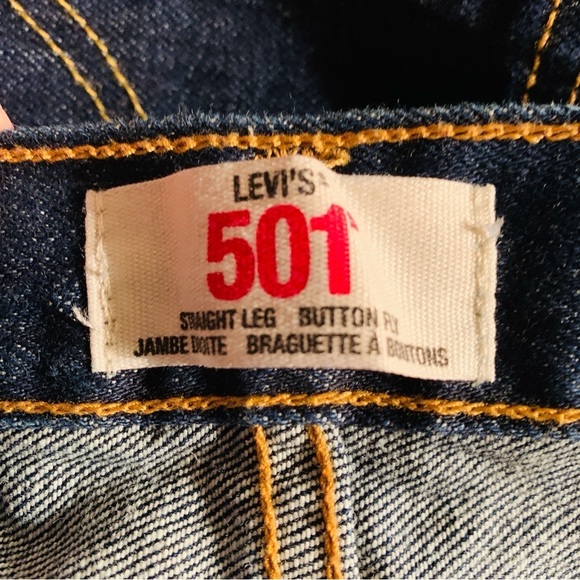 LEVI'S
501
STRAIGHT LEG BUTTON FLY
JAMBE DROITE BRAGUETTE À BOUTONS